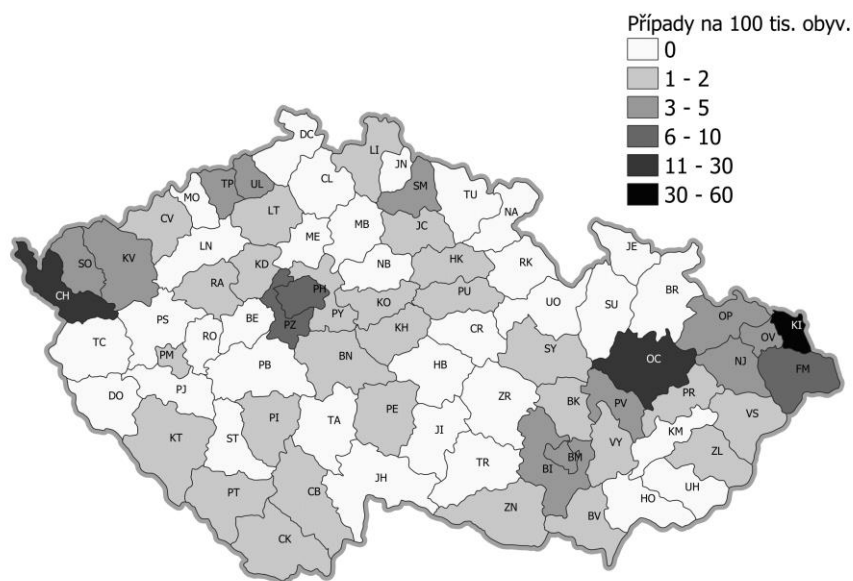 Případy na 100 tis. obyv.
0
1 - 2
3 - 5
6 - 10
11 - 30
30 - 60
DC
LI
JN
TP
UL
MO
CL
SM
TU
NA
CV
LT
MB
JC
LN
ME
JE
SO
KV
KD
NB
HK
RK
BR
CH
RA
PH
KO
PU
UO
SU
OP
KI
PS
BE
PZ
PY
OV
TC
RO
KH
CR
SY
OC
NJ
FM
PM
BN
PB
HB
DO
PJ
PE
ZR
BK
PV
PR
VS
KT
ST
PI
TA
JI
KM
VY
ZL
TR
BI
BM
PT
CB
JH
UH
HO
ZN
BV
CK